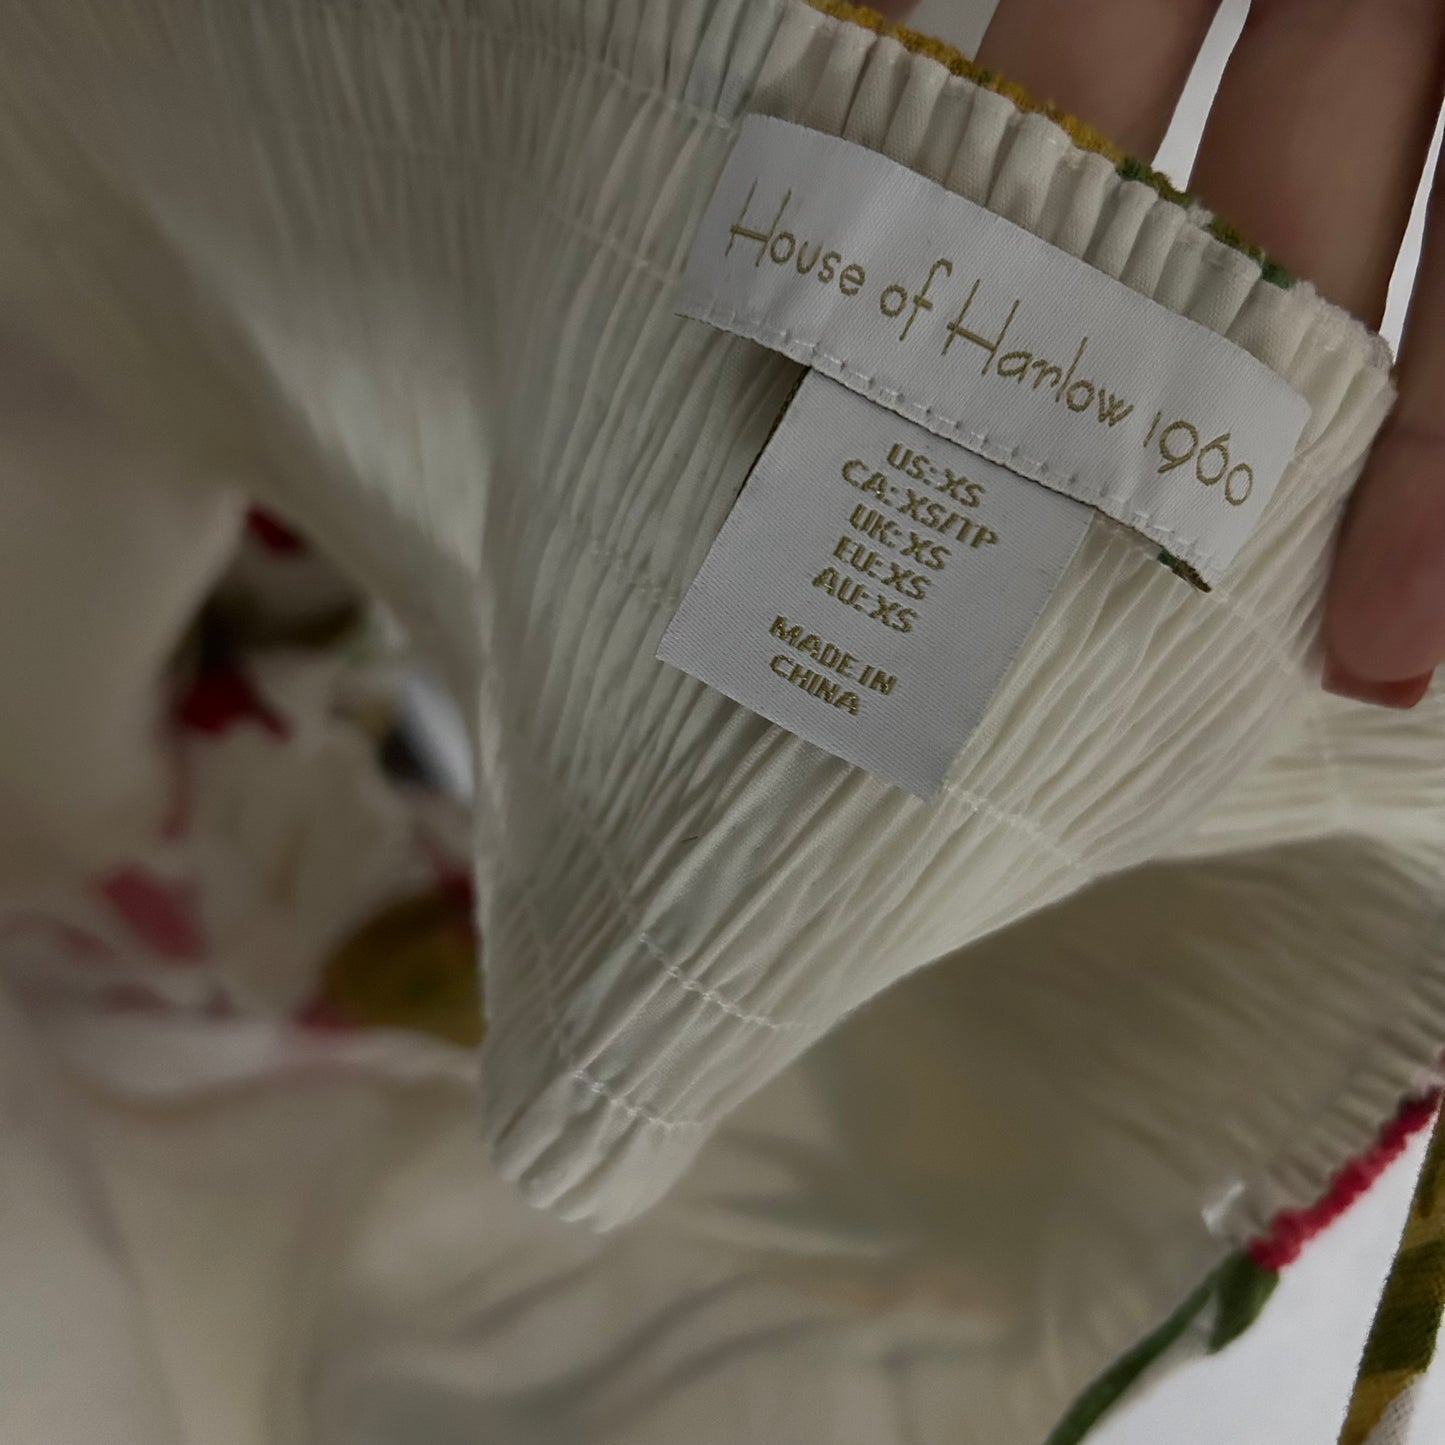 House of Harlow 1960
US:XS
CA: XS/TP
UK: XS
EU:XS
AU:XS
MADE IN
CHINA